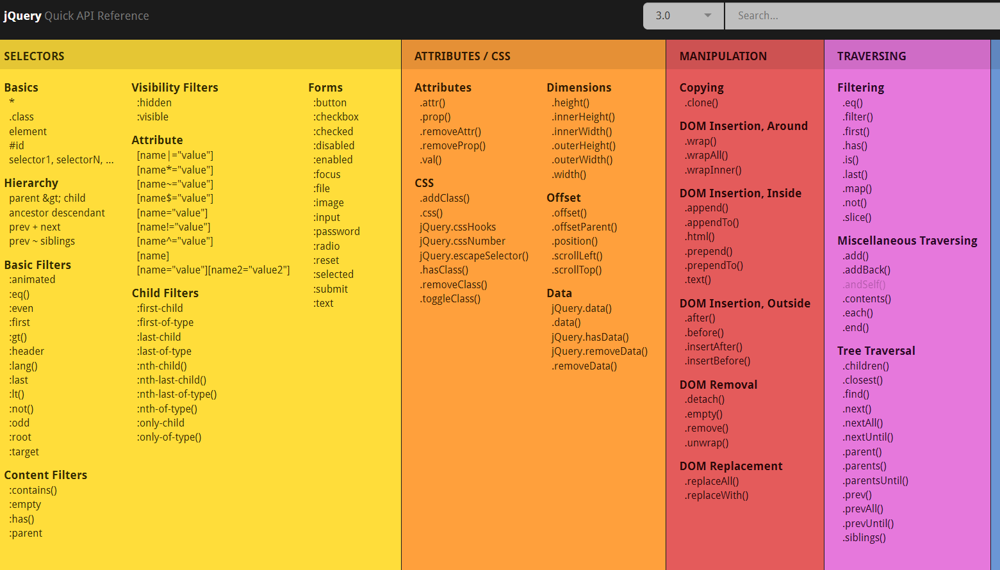 jQuery Quick API Reference
3.0
Search...
SELECTORS
Basics
*
.class
element
#id
selector1, selectorN, ...
Hierarchy
parent &gt; child
ancestor descendant
prev + next
prev ~ siblings
Basic Filters
:animated
:eq()
:even
:first
:gt()
:header
:lang()
:last
:lt()
:not()
:odd
:root
:target
Content Filters
:contains()
:empty
:has()
:parent
Visibility Filters
:hidden
:visible
Attribute
[name|="value"]
[name*="value"]
[name~="value"]
[name$="value"]
[name="value"]
[name!="value"]
[name^="value"]
[name]
[name="value"][name2="value2"]
Child Filters
:first-child
:first-of-type
:last-child
:last-of-type
:nth-child()
:nth-last-child()
:nth-last-of-type()
:nth-of-type()
:only-child
:only-of-type()
Forms
:button
:checkbox
:checked
:disabled
:enabled
:focus
:file
:image
:input
:password
:radio
:reset
:selected
:submit
:text
ATTRIBUTES / CSS
Attributes
.attr()
.prop()
.removeAttr()
.removeProp()
.val()
CSS
.addClass()
.css()
jQuery.cssHooks
jQuery.cssNumber
jQuery.escapeSelector()
.hasClass()
.removeClass()
.toggleClass()
Dimensions
.height()
.innerHeight()
.innerWidth()
.outerHeight()
.outerWidth()
.width()
Offset
.offset()
.offsetParent()
.position()
.scrollLeft()
.scrollTop()
Data
jQuery.data()
.data()
jQuery.hasData()
jQuery.removeData()
.removeData()
MANIPULATION
Copying
.clone()
DOM Insertion, Around
.wrap()
.wrapAll()
.wrapInner()
DOM Insertion, Inside
.append()
.appendTo()
.html()
.prepend()
.prependTo()
.text()
DOM Insertion, Outside
.after()
.before()
.insertAfter()
.insertBefore()
DOM Removal
.detach()
.empty()
.remove()
.unwrap()
DOM Replacement
.replaceAll()
.replaceWith()
TRAVERSING
Filtering
.eq()
.filter()
.first()
.has()
.is()
.last()
.map()
.not()
.slice()
Miscellaneous Traversing
.add()
.addBack()
.andSelf()
.contents()
.each()
.end()
Tree Traversal
.children()
.closest()
.find()
.next()
.nextAll()
.nextUntil()
.parent()
.parents()
.parentsUntil()
.prev()
.prevAll()
.prevUntil()
.siblings()